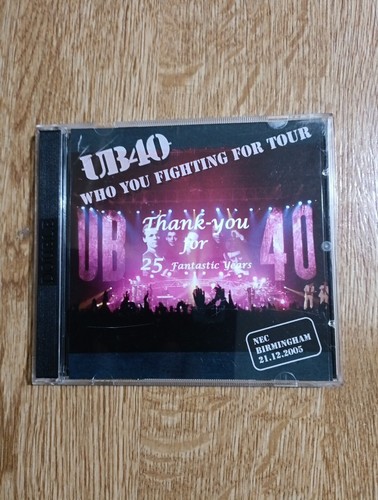 UB40
WHO YOU FIGHTING FOR TOUR
UB 40
Thank-you
for
25 Fantastic Years
NEC
BIRMINGHAM
21.12.2005